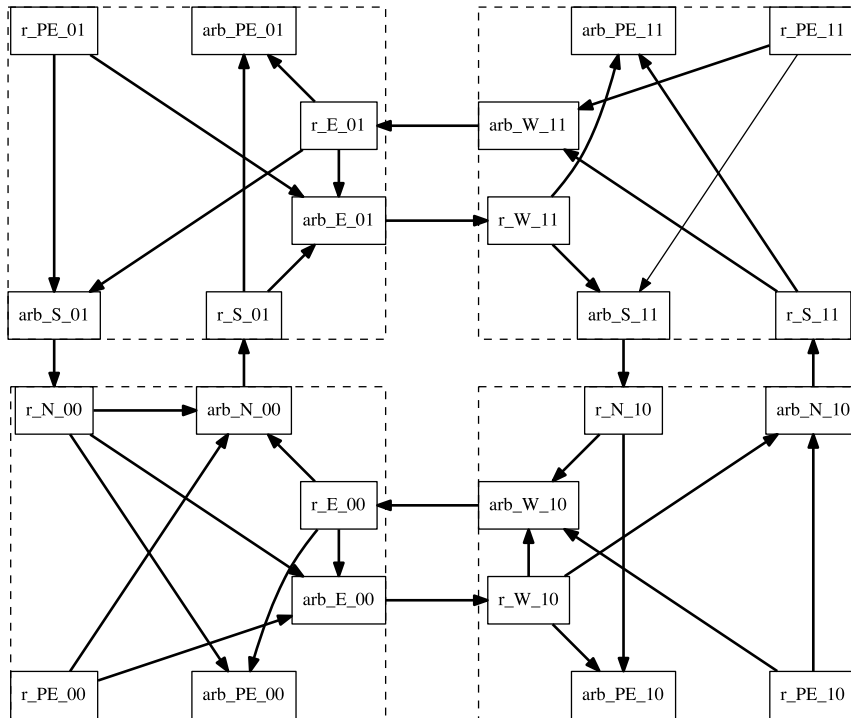 r_PE_01 arb_PE_01 arb_PE_11 r_PE_11
r_E_01 arb_W_11
arb_E_01 r_W_11
arb_S_01 r_S_01 arb_S_11 r_S_11
r_N_00 arb_N_00 r_N_10 arb_N_10
r_E_00 arb_W_10
arb_E_00 r_W_10
r_PE_00 arb_PE_00 arb_PE_10 r_PE_10